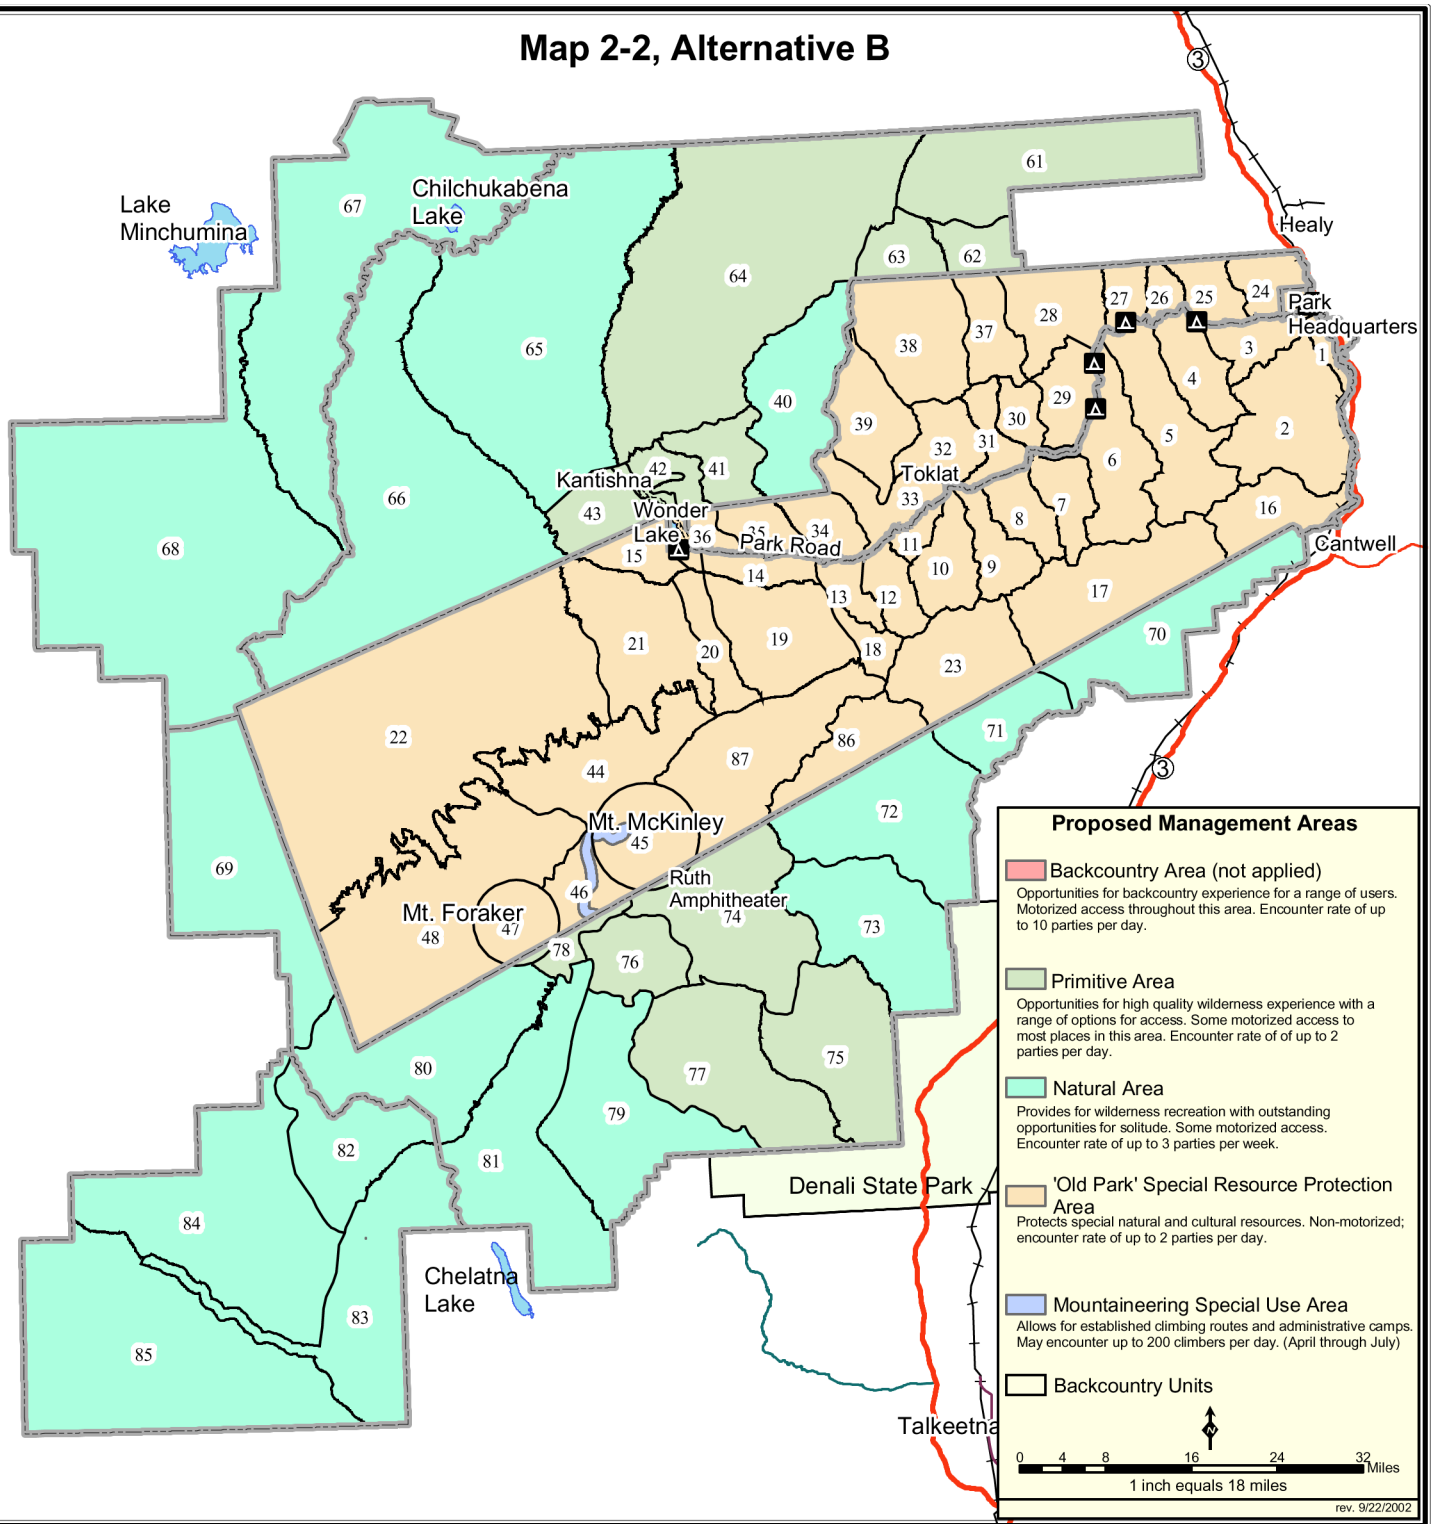 Map 2-2, Alternative B
3
61
67
Chilchukabena
Lake
Lake
Minchumina
Healy
63
62
64
27
26
25
24
Park
Headquarters
28
37
38
65
3
1
4
40
29
39
30
2
31
32
5
6
42
41
Kantishna
Toklat
66
33
43
Wonder
Lake
36
35
34
7
8
16
68
15
Park Road
11
Cantwell
14
10
9
13
12
17
21
20
19
18
70
23
22
86
71
87
44
3
72
Mt. McKinley
45
69
46
Ruth
Amphitheater
74
Mt. Foraker
47
48
73
78
76
80
77
75
79
82
81
84
Denali State Park
Chelatna
Lake
83
85
Talkeetna
Proposed Management Areas
Backcountry Area (not applied)
Opportunities for backcountry experience for a range of users.
Motorized access throughout this area. Encounter rate of up
to 10 parties per day.
Primitive Area
Opportunities for high quality wilderness experience with a
range of options for access. Some motorized access to
most places in this area. Encounter rate of of up to 2
parties per day.
Natural Area
Provides for wilderness recreation with outstanding
opportunities for solitude. Some motorized access.
Encounter rate of up to 3 parties per week.
'Old Park' Special Resource Protection
Area
Protects special natural and cultural resources. Non-motorized;
encounter rate of up to 2 parties per day.
Mountaineering Special Use Area
Allows for established climbing routes and administrative camps.
May encounter up to 200 climbers per day. (April through July)
Backcountry Units
N
0 4 8 16 24 32
Miles
1 inch equals 18 miles
rev. 9/22/2002